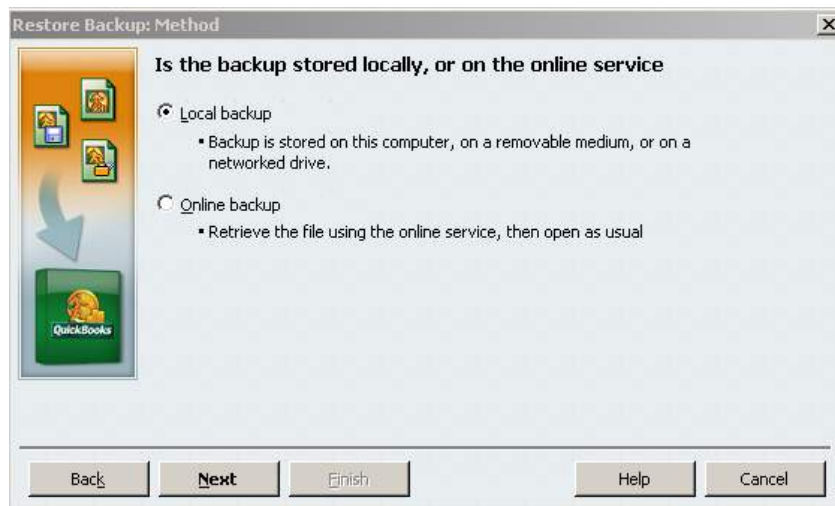 Restore Backup: Method
Is the backup stored locally, or on the online service
Local backup
▪ Backup is stored on this computer, on a removable medium, or on a
networked drive.
Online backup
▪ Retrieve the file using the online service, then open as usual
QuickBooks
Back
Next
Finish
Help
Cancel